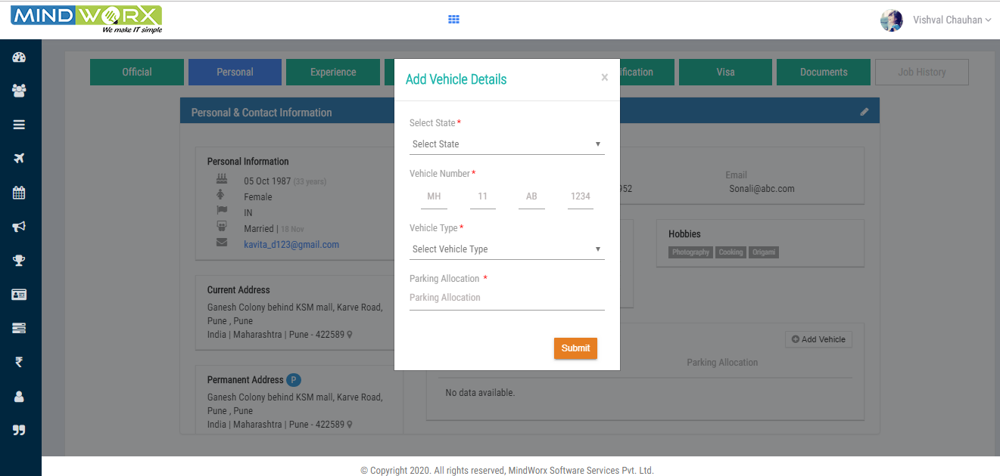 MINDWORX
We make IT simple
Vishval Chauhan
Official
Personal
Experience
Visa
Documents
Job History
Add Vehicle Details
×
Select State *
Select State
Vehicle Number *
MH 11 AB 1234
Vehicle Type *
Select Vehicle Type
Parking Allocation *
Parking Allocation
Submit
Personal & Contact Information
Personal Information
05 Oct 1987 (33 years)
Female
IN
Married | 18 Nov
kavita_d123@gmail.com
952
Email
Sonali@abc.com
Hobbies
Photography Cooking Origami
Current Address
Ganesh Colony behind KSM mall, Karve Road,
Pune , Pune
India | Maharashtra | Pune - 422589
Permanent Address P
Ganesh Colony behind KSM mall, Karve Road,
Pune , Pune
India | Maharashtra | Pune - 422589
Add Vehicle
Parking Allocation
No data available.
© Copyright 2020. All rights reserved, MindWorx Software Services Pvt. Ltd.